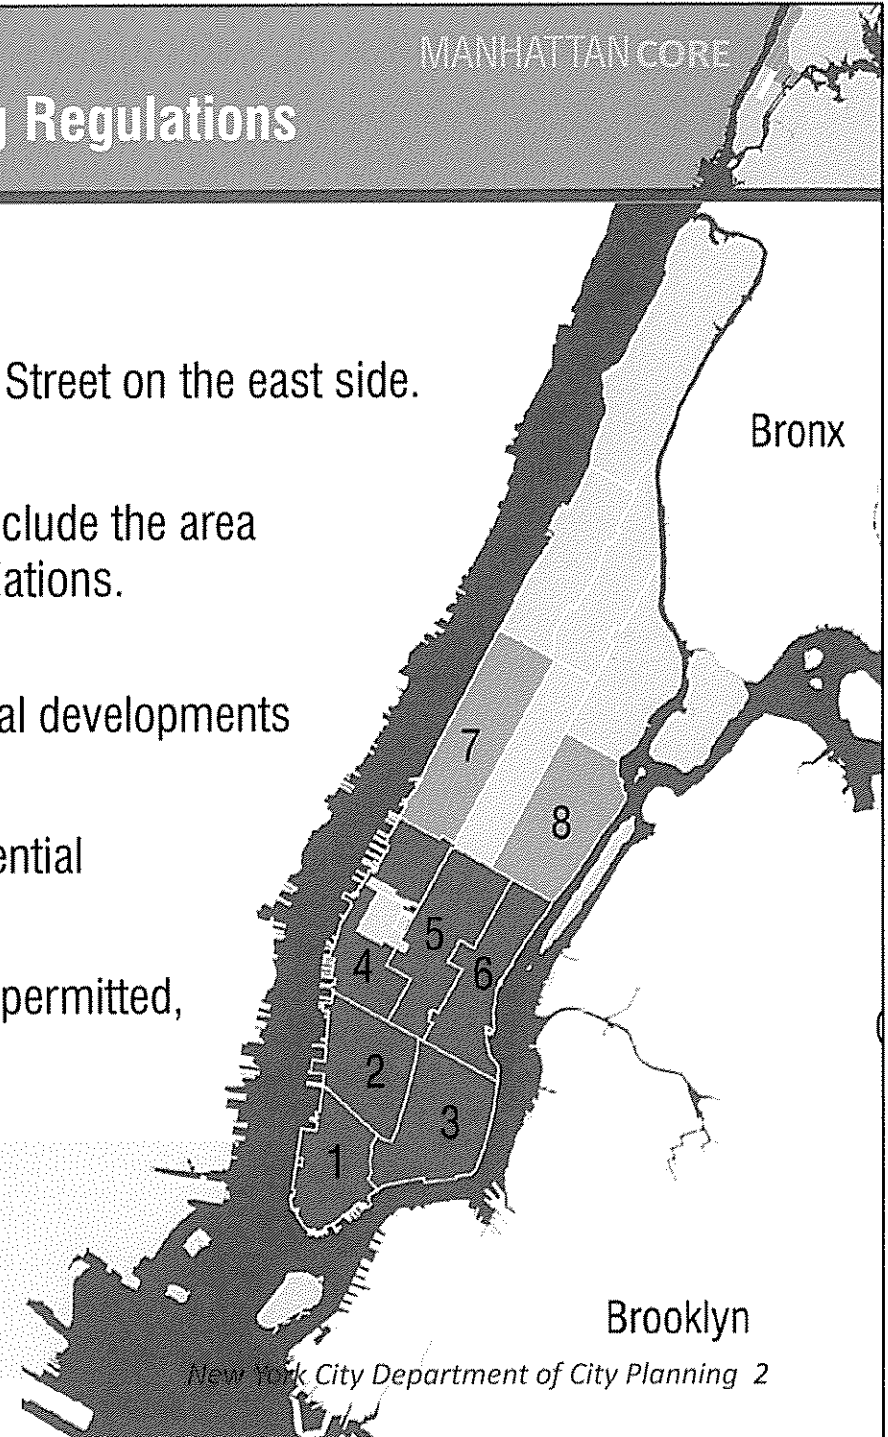 MANHATTAN CORE
Regulations
Street on the east side.
Bronx
clude the area
ations.
al developments
7
8
ential
5
4
6
permitted,
2
3
1
Brooklyn
New York City Department of City Planning 2